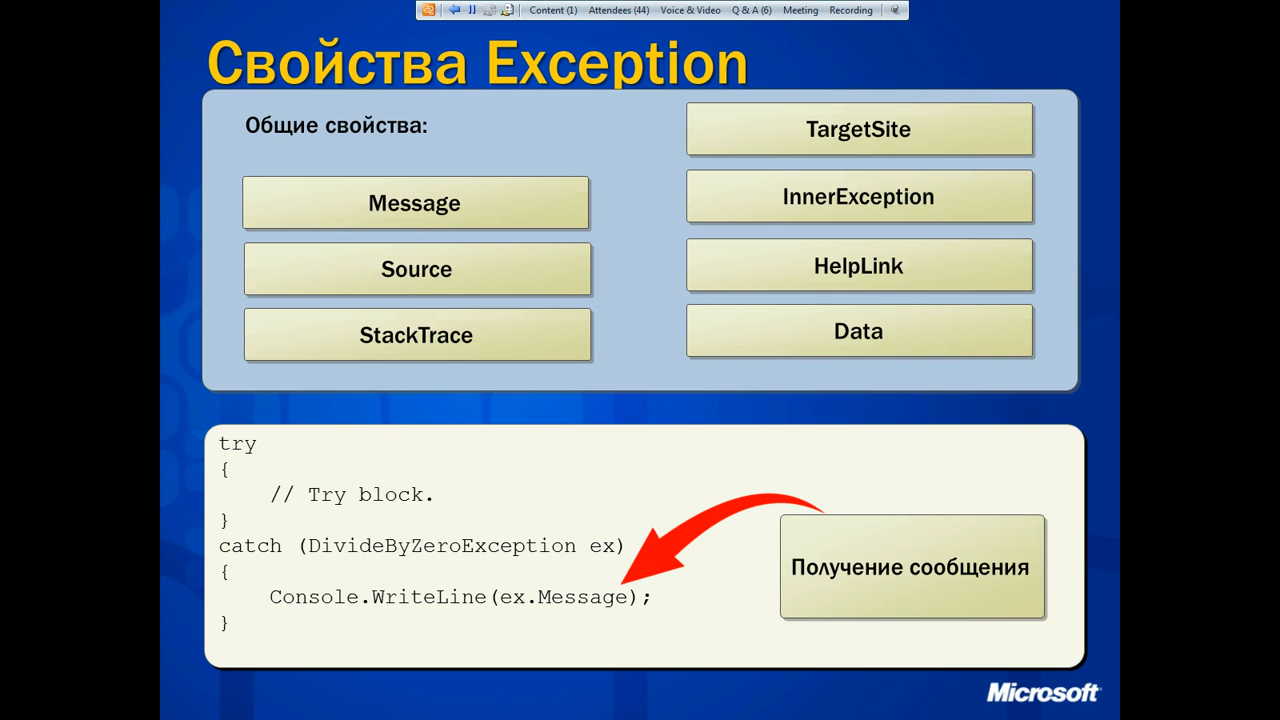 Content (1) Attendees (44) Voice & Video Q & A (6) Meeting Recording
Свойства Exception
Общие свойства:
Message
Source
StackTrace
TargetSite
InnerException
HelpLink
Data
try
{
// Try block.
}
catch (DivideByZeroException ex)
{
Console.WriteLine(ex.Message);
}
Получение сообщения
Microsoft